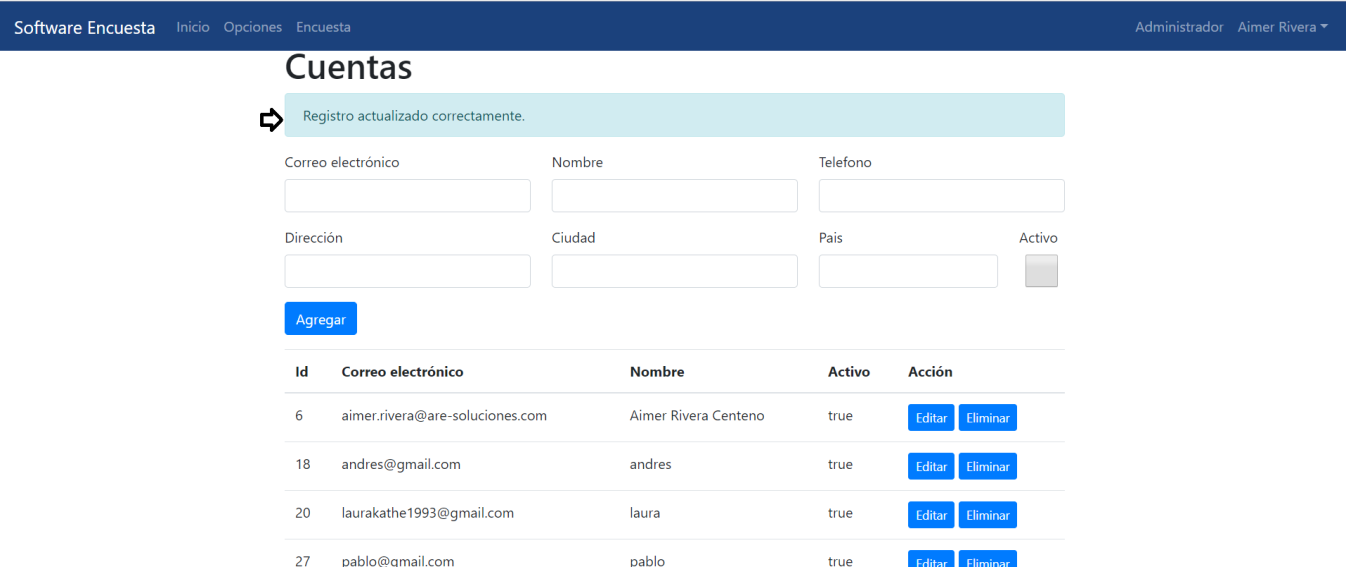 Software Encuesta Inicio Opciones Encuesta Administrador Aimer Rivera
Cuentas
Registro actualizado correctamente.
Correo electrónico Nombre Telefono
Dirección Ciudad Pais Activo
Agregar
Id Correo electrónico Nombre Activo Acción
6 aimer.rivera@are-soluciones.com Aimer Rivera Centeno true Editar Eliminar
18 andres@gmail.com andres true Editar Eliminar
20 laurakathe1993@gmail.com laura true Editar Eliminar
27 pablo@gmail.com pablo true Editar Eliminar